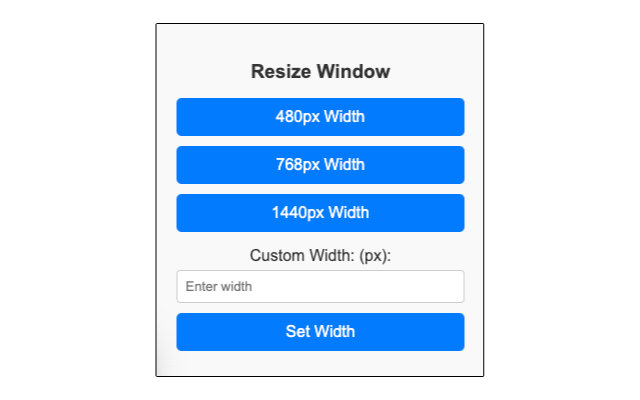 Resize Window
480px Width
768px Width
1440px Width
Custom Width: (px):
Enter width
Set Width